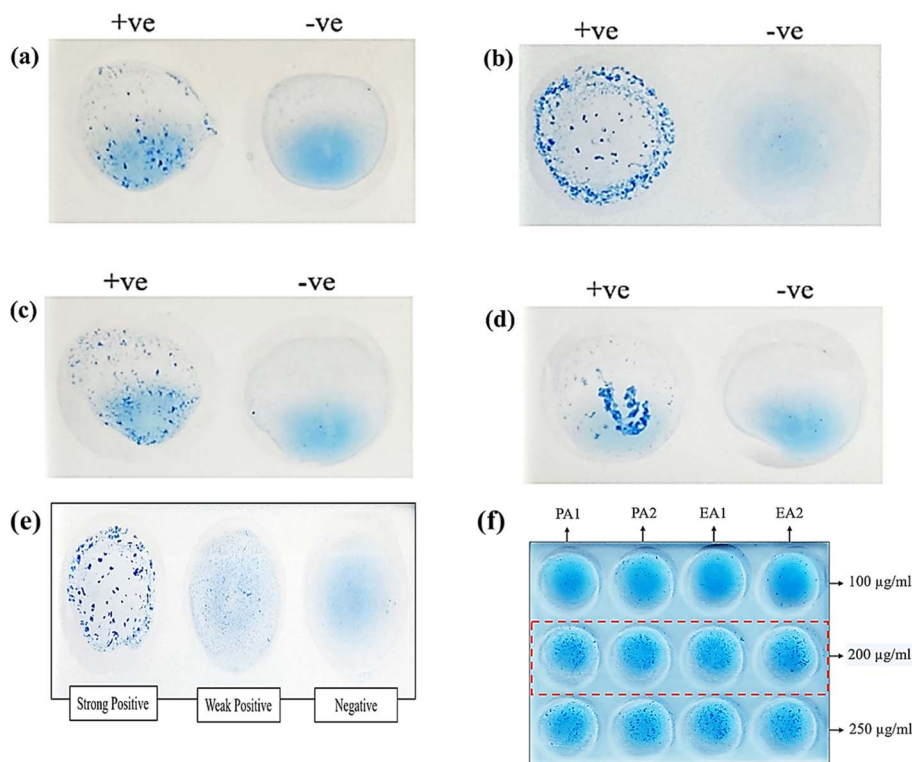 +ve -ve
(a)
+ve -ve
(b)
+ve -ve
(c)
+ve -ve
(d)
(e)
Strong Positive Weak Positive Negative
(f)
PA1 PA2 EA1 EA2
100 µg/ml
200 µg/ml
250 µg/ml